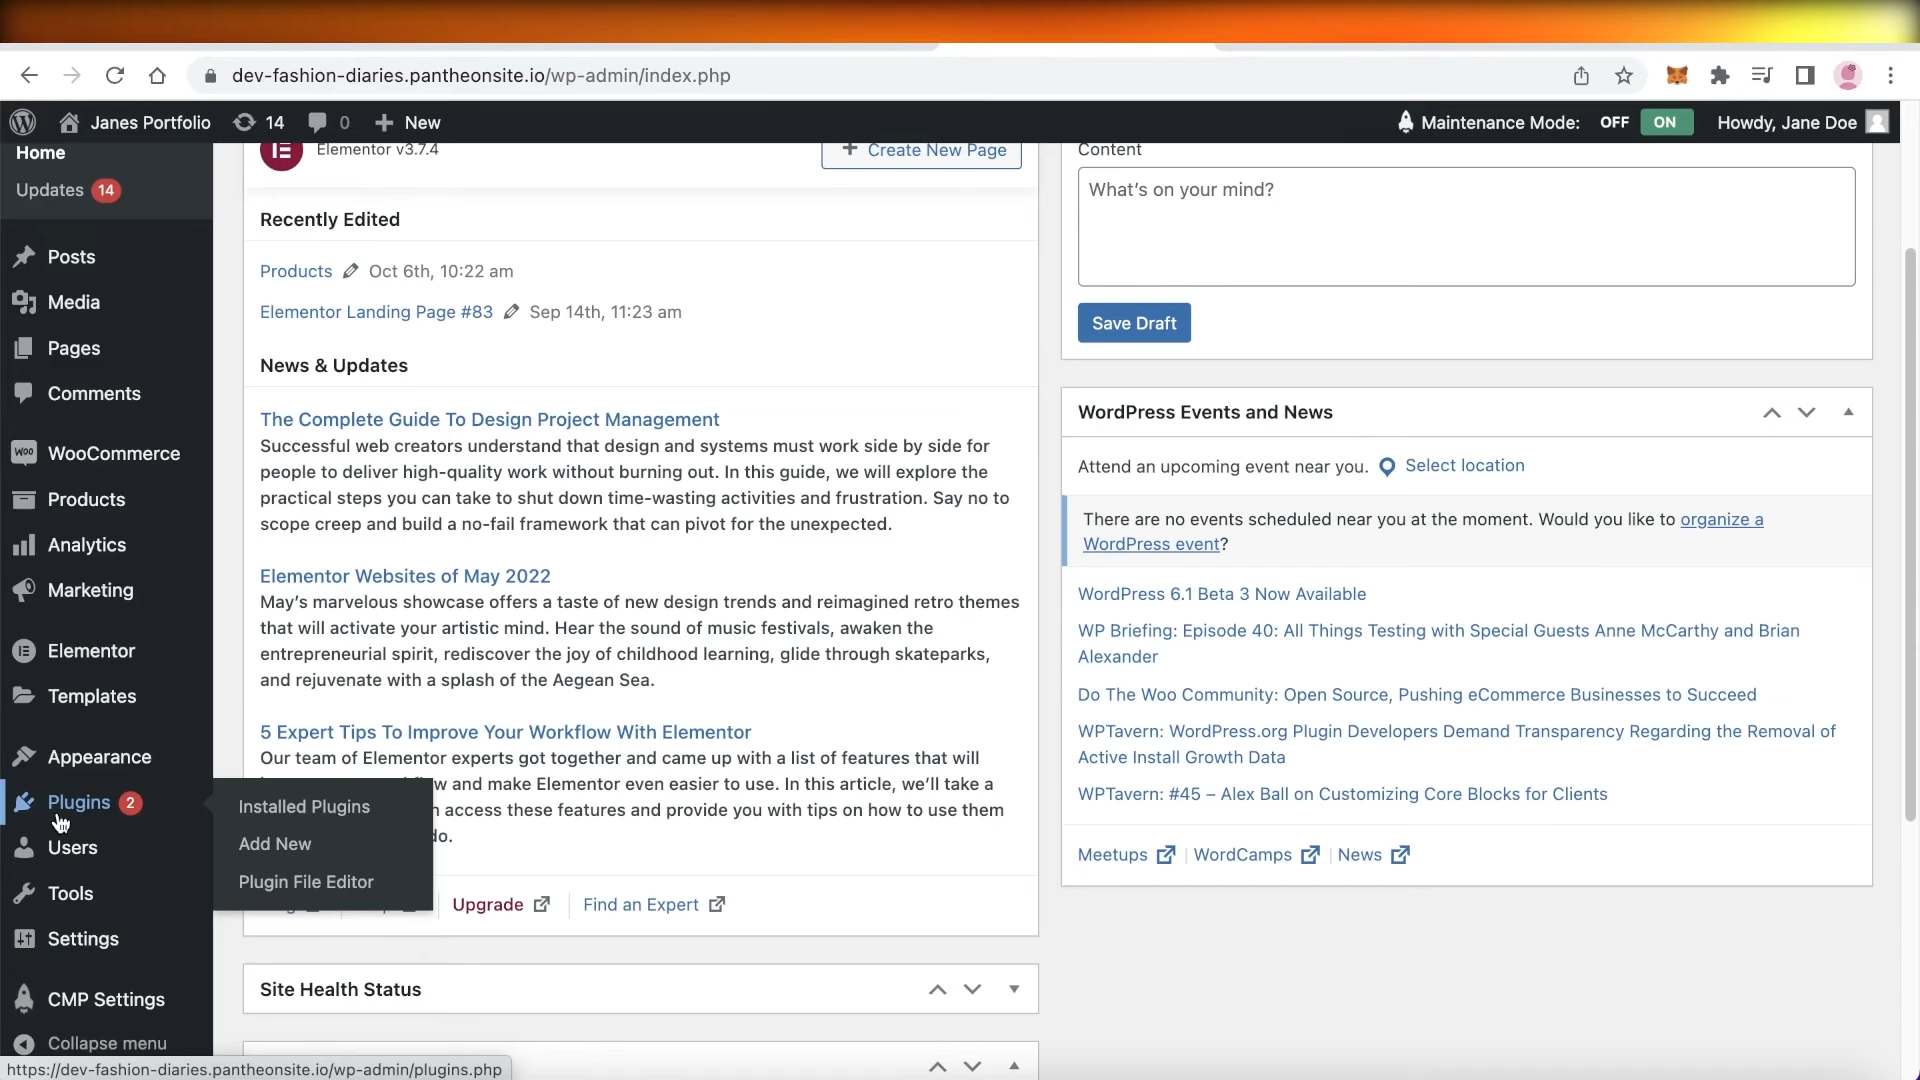 dev-fashion-diaries.pantheonsite.io/wp-admin/index.php
Janes Portfolio
14
0
New
Maintenance Mode:
OFF
ON
Howdy, Jane Doe
Home
Updates 14
Posts
Media
Pages
Comments
WooCommerce
Products
Analytics
Marketing
Elementor
Templates
Appearance
Plugins 2
Users
Tools
Settings
CMP Settings
Collapse menu
Installed Plugins
Add New
Plugin File Editor
Elementor v3.7.4
+ Create New Page
Recently Edited
Products Oct 6th, 10:22 am
Elementor Landing Page #83 Sep 14th, 11:23 am
News & Updates
The Complete Guide To Design Project Management
Successful web creators understand that design and systems must work side by side for
people to deliver high-quality work without burning out. In this guide, we will explore the
practical steps you can take to shut down time-wasting activities and frustration. Say no to
scope creep and build a no-fail framework that can pivot for the unexpected.
Elementor Websites of May 2022
May's marvelous showcase offers a taste of new design trends and reimagined retro themes
that will activate your artistic mind. Hear the sound of music festivals, awaken the
entrepreneurial spirit, rediscover the joy of childhood learning, glide through skateparks,
and rejuvenate with a splash of the Aegean Sea.
5 Expert Tips To Improve Your Workflow With Elementor
Our team of Elementor experts got together and came up with a list of features that will
w and make Elementor even easier to use. In this article, we'll take a
access these features and provide you with tips on how to use them
do.
Upgrade
Find an Expert
Site Health Status
Content
What's on your mind?
Save Draft
WordPress Events and News
Attend an upcoming event near you. Select location
There are no events scheduled near you at the moment. Would you like to organize a
WordPress event?
WordPress 6.1 Beta 3 Now Available
WP Briefing: Episode 40: All Things Testing with Special Guests Anne McCarthy and Brian
Alexander
Do The Woo Community: Open Source, Pushing eCommerce Businesses to Succeed
WPTavern: WordPress.org Plugin Developers Demand Transparency Regarding the Removal of
Active Install Growth Data
WPTavern: #45 – Alex Ball on Customizing Core Blocks for Clients
Meetups | WordCamps | News
https://dev-fashion-diaries.pantheonsite.io/wp-admin/plugins.php